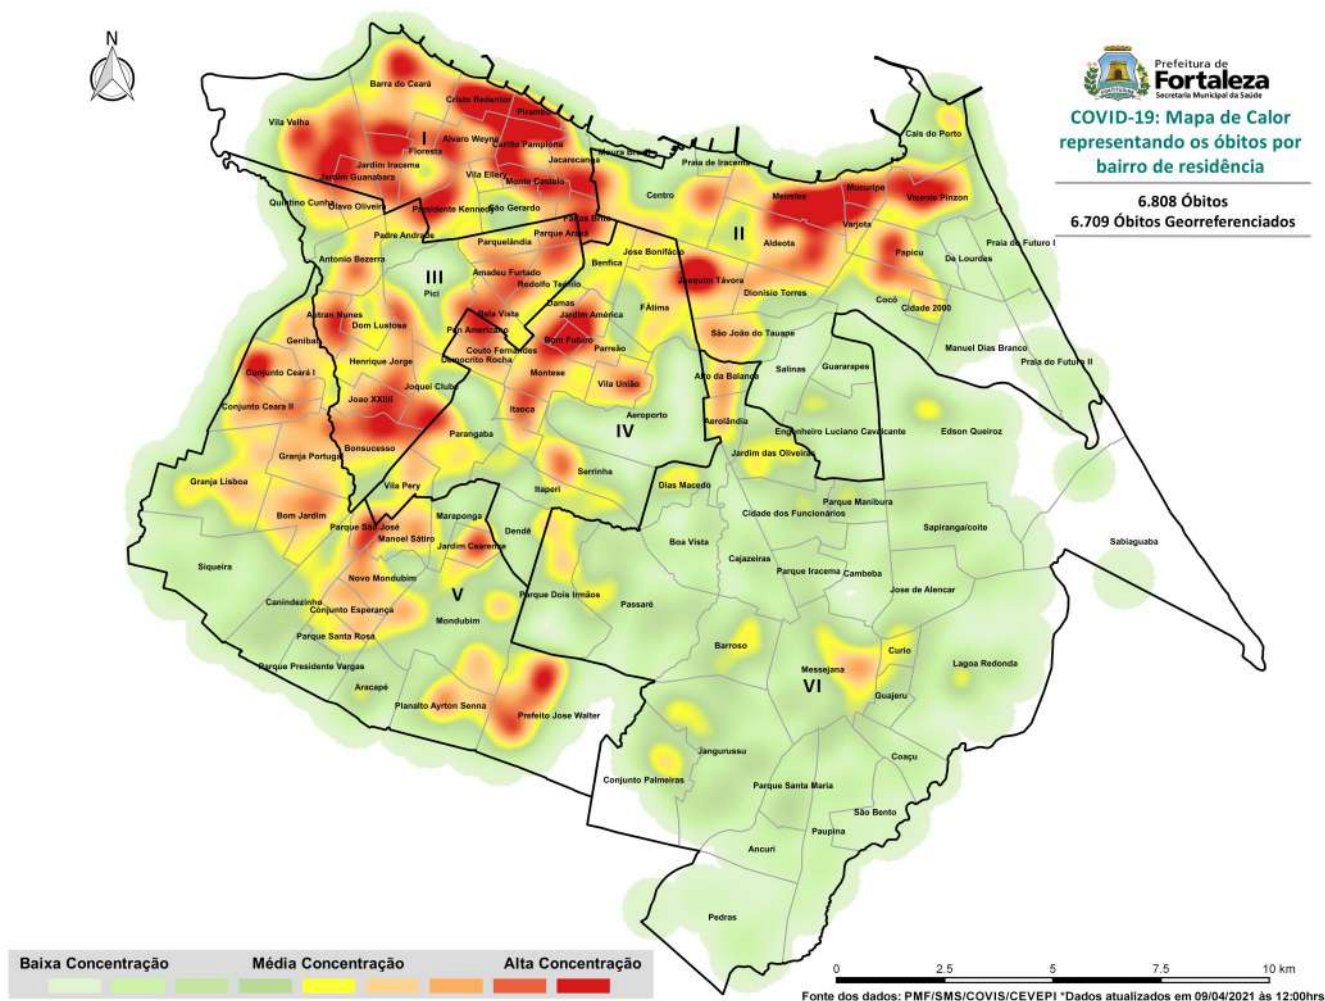 N
Prefeitura de
Fortaleza
Secretaria Municipal da Saúde
COVID-19: Mapa de Calor
representando os óbitos por
bairro de residência
6.808 Óbitos
6.709 Óbitos Georreferenciados
Barra do Ceará
Cristo Redentor
Pirambu
Vila Velha
I
Floresta
Alvaro Weyne
Carlito Pamplona
Jacarecanga
Moura Brasil
Praia de Iracema
Cais do Porto
Jardim Iracema
Jardim Guanabara
Vila Ellery
Monte Castelo
Centro
Meireles
Mucuripe
Vicente Pinzon
Quintino Cunha
Olavo Oliveira
Presidente Kennedy
São Gerardo
Farias Brito
Varjota
II
Padre Andrade
Parquelândia
Parque Araxá
Aldeota
Praia do Futuro I
Antonio Bezerra
III
Pici
Amadeu Furtado
Rodolfo Teófilo
Benfica
Jose Bonifácio
Joaquim Távora
Papicu
De Lourdes
Dionisio Torres
Autran Nunes
Dom Lustosa
Bela Vista
Damas
Jardim América
FÁtima
Cocó
Cidade 2000
Genibaú
Pan Americano
Bom Futuro
Parreão
São João do Tauape
Manoel Dias Branco
Praia do Futuro II
Henrique Jorge
Couto Fernandes
Democrito Rocha
Montese
Conjunto Ceará I
Joquei Clube
Vila União
Alto da Balança
Salinas
Guararapes
Conjunto Ceara II
Joao XXIII
Itaoca
Aeroporto
Aerolândia
Parangaba
IV
Engenheiro Luciano Cavalcante
Edson Queiroz
Granja Portugal
Bonsucesso
Jardim das Oliveiras
Granja Lisboa
Vila Pery
Serrinha
Itaperi
Dias Macedo
Parque Manibura
Bom Jardim
Parque São José
Maraponga
Cidade dos Funcionários
Manoel Sátiro
Dendê
Sapiranga/coite
Jardim Cearense
Boa Vista
Sabiaguaba
Siqueira
Cajazeiras
Novo Mondubim
Parque Iracema
Cambeba
Jose de Alencar
Canindezinho
Conjunto Esperança
V
Parque Dois Irmãos
Passaré
Mondubim
Parque Santa Rosa
Barroso
Curio
Parque Presidente Vargas
Messejana
Lagoa Redonda
Aracapé
VI
Guajeru
Planalto Ayrton Senna
Prefeito Jose Walter
Jangurussu
Coaçu
Conjunto Palmeiras
Parque Santa Maria
São Bento
Paupina
Ancuri
Pedras
Baixa Concentração Média Concentração Alta Concentração
0 2.5 5 7.5 10 km
Fonte dos dados: PMF/SMS/COVIS/CEVEPI *Dados atualizados em 09/04/2021 às 12:00hrs